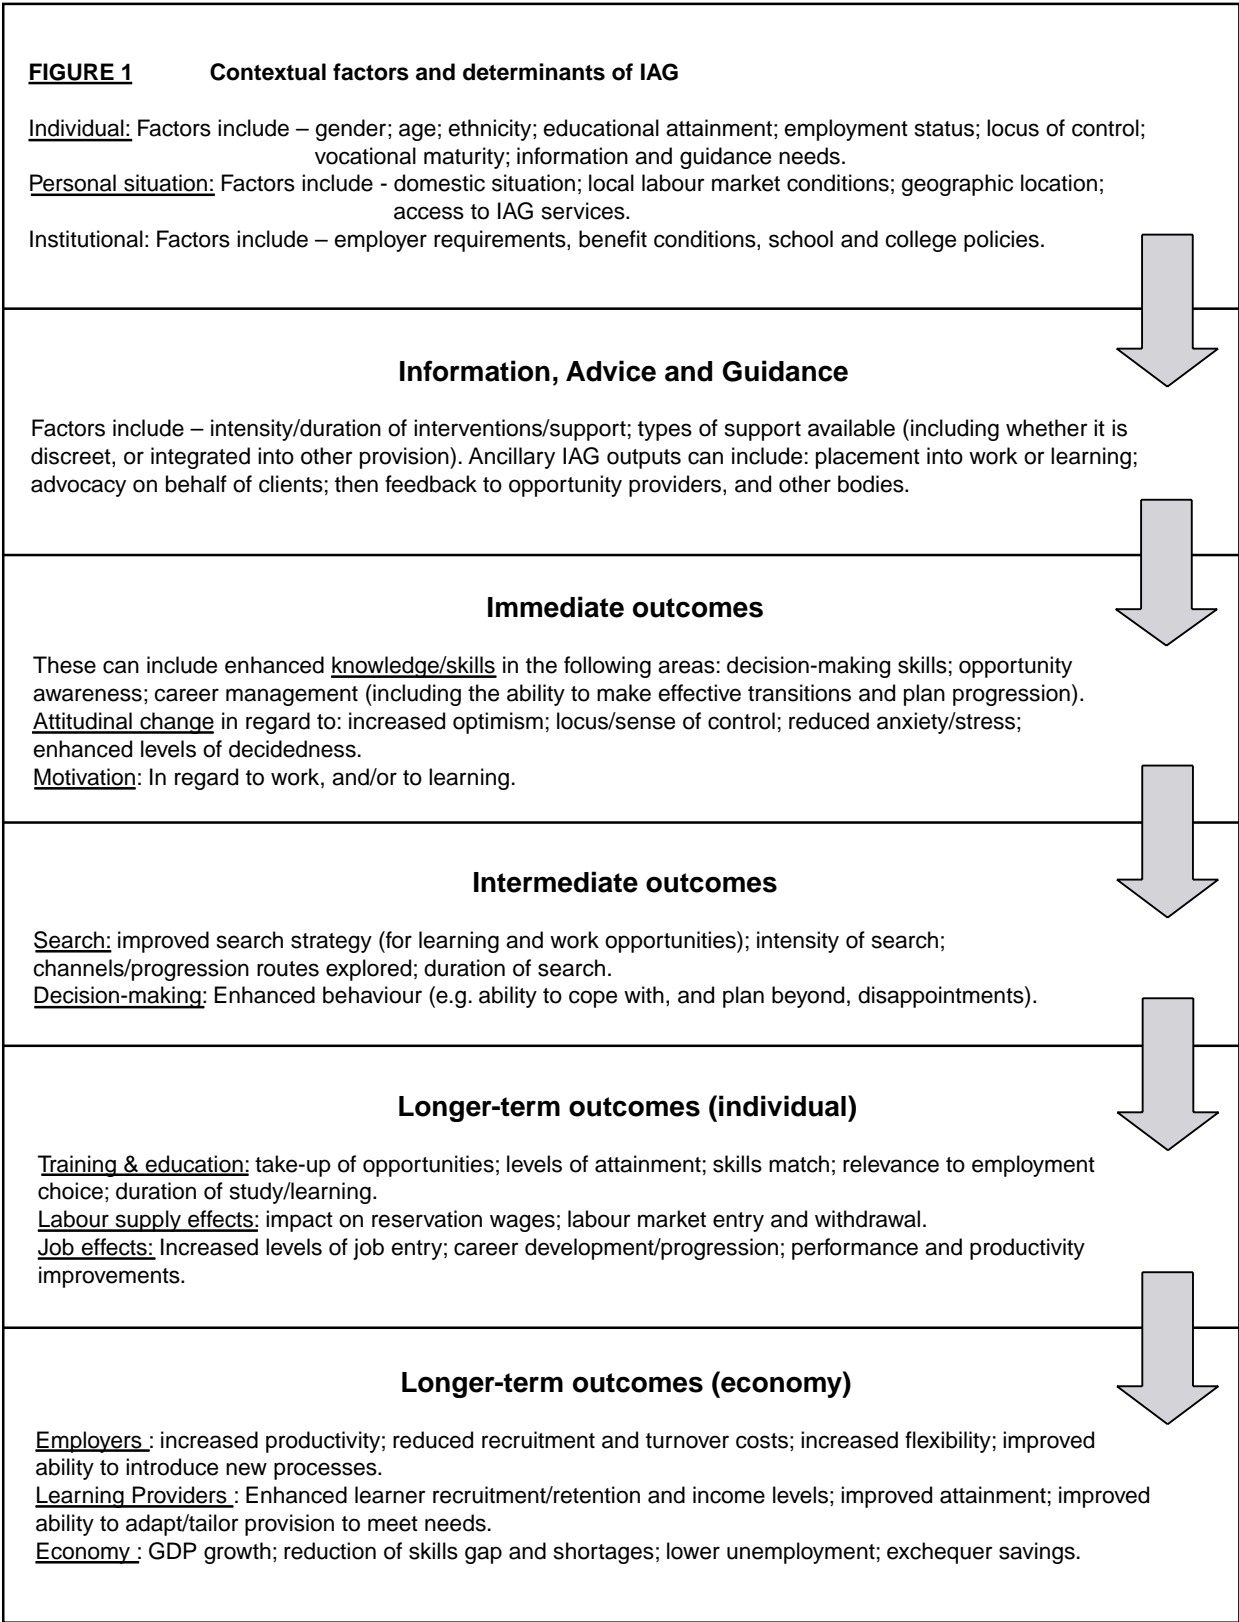 FIGURE 1 Contextual factors and determinants of IAG
Individual: Factors include – gender; age; ethnicity; educational attainment; employment status; locus of control;
vocational maturity; information and guidance needs.
Personal situation: Factors include - domestic situation; local labour market conditions; geographic location;
access to IAG services.
Institutional: Factors include – employer requirements, benefit conditions, school and college policies.
Information, Advice and Guidance
Factors include – intensity/duration of interventions/support; types of support available (including whether it is
discreet, or integrated into other provision). Ancillary IAG outputs can include: placement into work or learning;
advocacy on behalf of clients; then feedback to opportunity providers, and other bodies.
Immediate outcomes
These can include enhanced knowledge/skills in the following areas: decision-making skills; opportunity
awareness; career management (including the ability to make effective transitions and plan progression).
Attitudinal change in regard to: increased optimism; locus/sense of control; reduced anxiety/stress;
enhanced levels of decidedness.
Motivation: In regard to work, and/or to learning.
Intermediate outcomes
Search: improved search strategy (for learning and work opportunities); intensity of search;
channels/progression routes explored; duration of search.
Decision-making: Enhanced behaviour (e.g. ability to cope with, and plan beyond, disappointments).
Longer-term outcomes (individual)
Training & education: take-up of opportunities; levels of attainment; skills match; relevance to employment
choice; duration of study/learning.
Labour supply effects: impact on reservation wages; labour market entry and withdrawal.
Job effects: Increased levels of job entry; career development/progression; performance and productivity
improvements.
Longer-term outcomes (economy)
Employers : increased productivity; reduced recruitment and turnover costs; increased flexibility; improved
ability to introduce new processes.
Learning Providers : Enhanced learner recruitment/retention and income levels; improved attainment; improved
ability to adapt/tailor provision to meet needs.
Economy : GDP growth; reduction of skills gap and shortages; lower unemployment; exchequer savings.